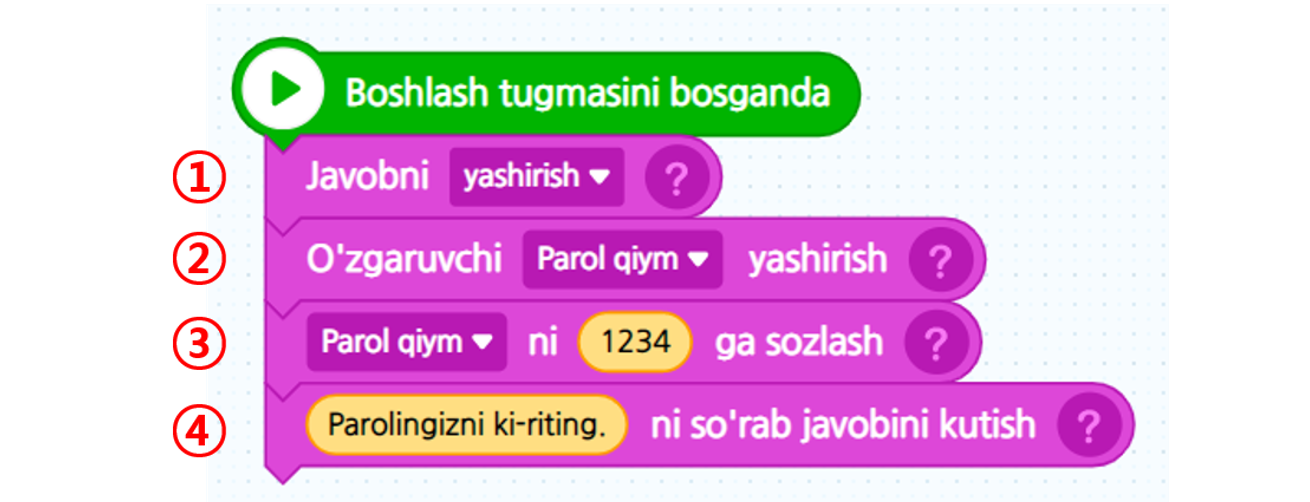 Boshlash tugmasini bosganda
① Javobni yashirish ?
② O'zgaruvchi Parol qiym yashirish ?
③ Parol qiym ni 1234 ga sozlash ?
④ Parolingizni ki-riting. ni so'rab javobini kutish ?